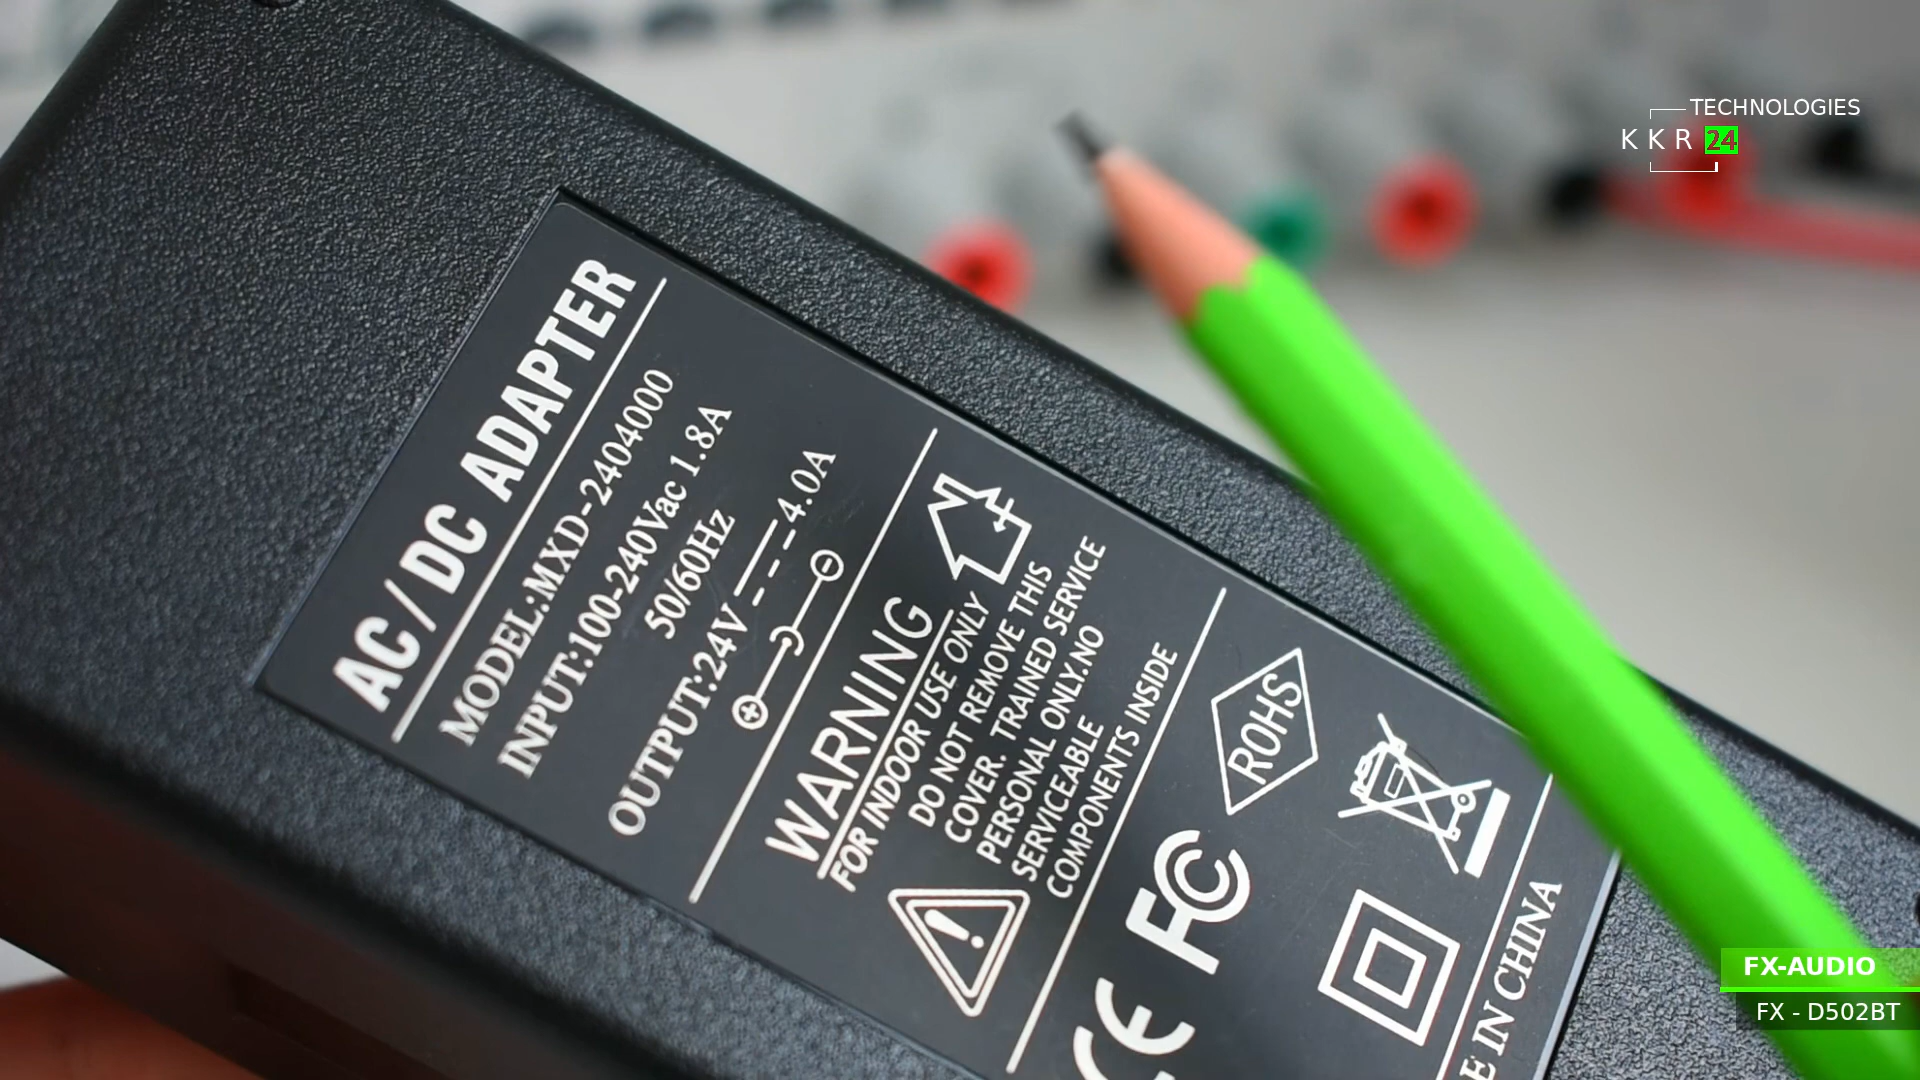 TECHNOLOGIES
KKR 24
AC/DC ADAPTER
MODEL:MXD-2404000
INPUT:100-240Vac 1.8A
50/60Hz
OUTPUT:24V 4.0A
WARNING
FOR INDOOR USE ONLY
DO NOT REMOVE THIS
COVER. TRAINED SERVICE
PERSONAL ONLY.NO
SERVICEABLE
COMPONENTS INSIDE
ROHS
FC
CE
E IN CHINA
FX-AUDIO
FX - D502BT